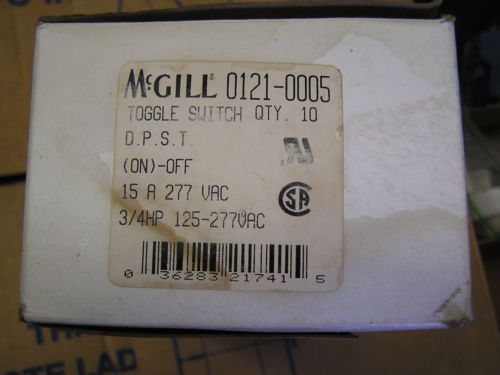 McGILL® 0121-0005
TOGGLE SWITCH QTY. 10
D.P.S.T.
(ON)-OFF
15 A 277 VAC
3/4HP 125-277VAC
SA
0 36283 21741 5